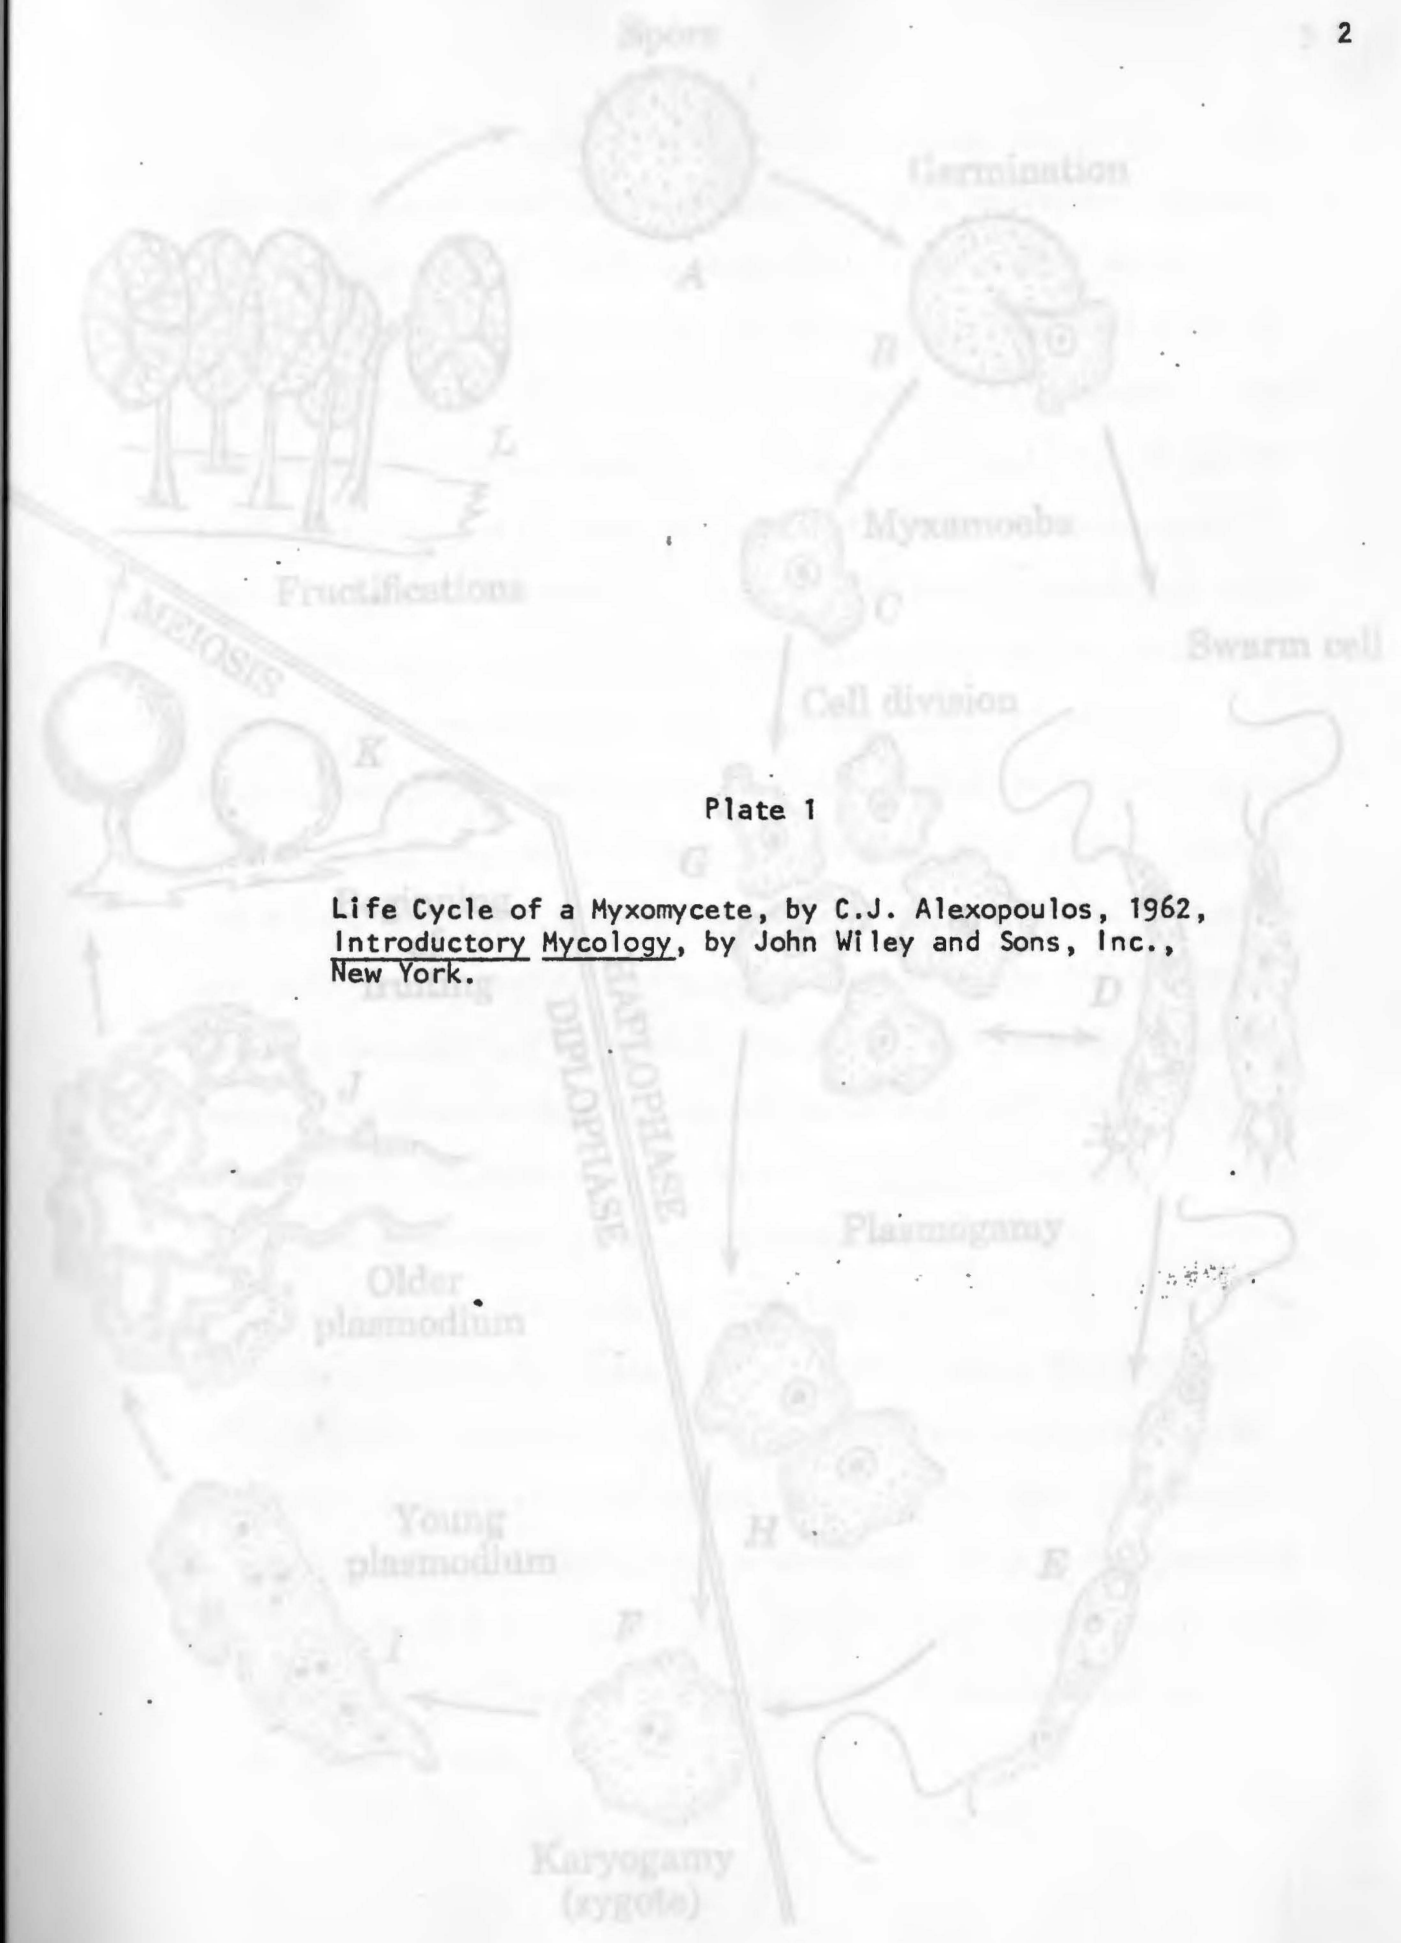 2
Spore
Germination
A
B
L
Myxamoeba
C
Fructifications
MEIOSIS
Swarm cell
Cell division
K
Plate 1
G
Life Cycle of a Myxomycete, by C.J. Alexopoulos, 1962,
Introductory Mycology, by John Wiley and Sons, Inc.,
New York.
fruiting
D
HAPLOPHASE
DIPLOPHASE
J
Plasmogamy
Older
plasmodium
Young
plasmodium
H
E
F
I
Karyogamy
(zygote)